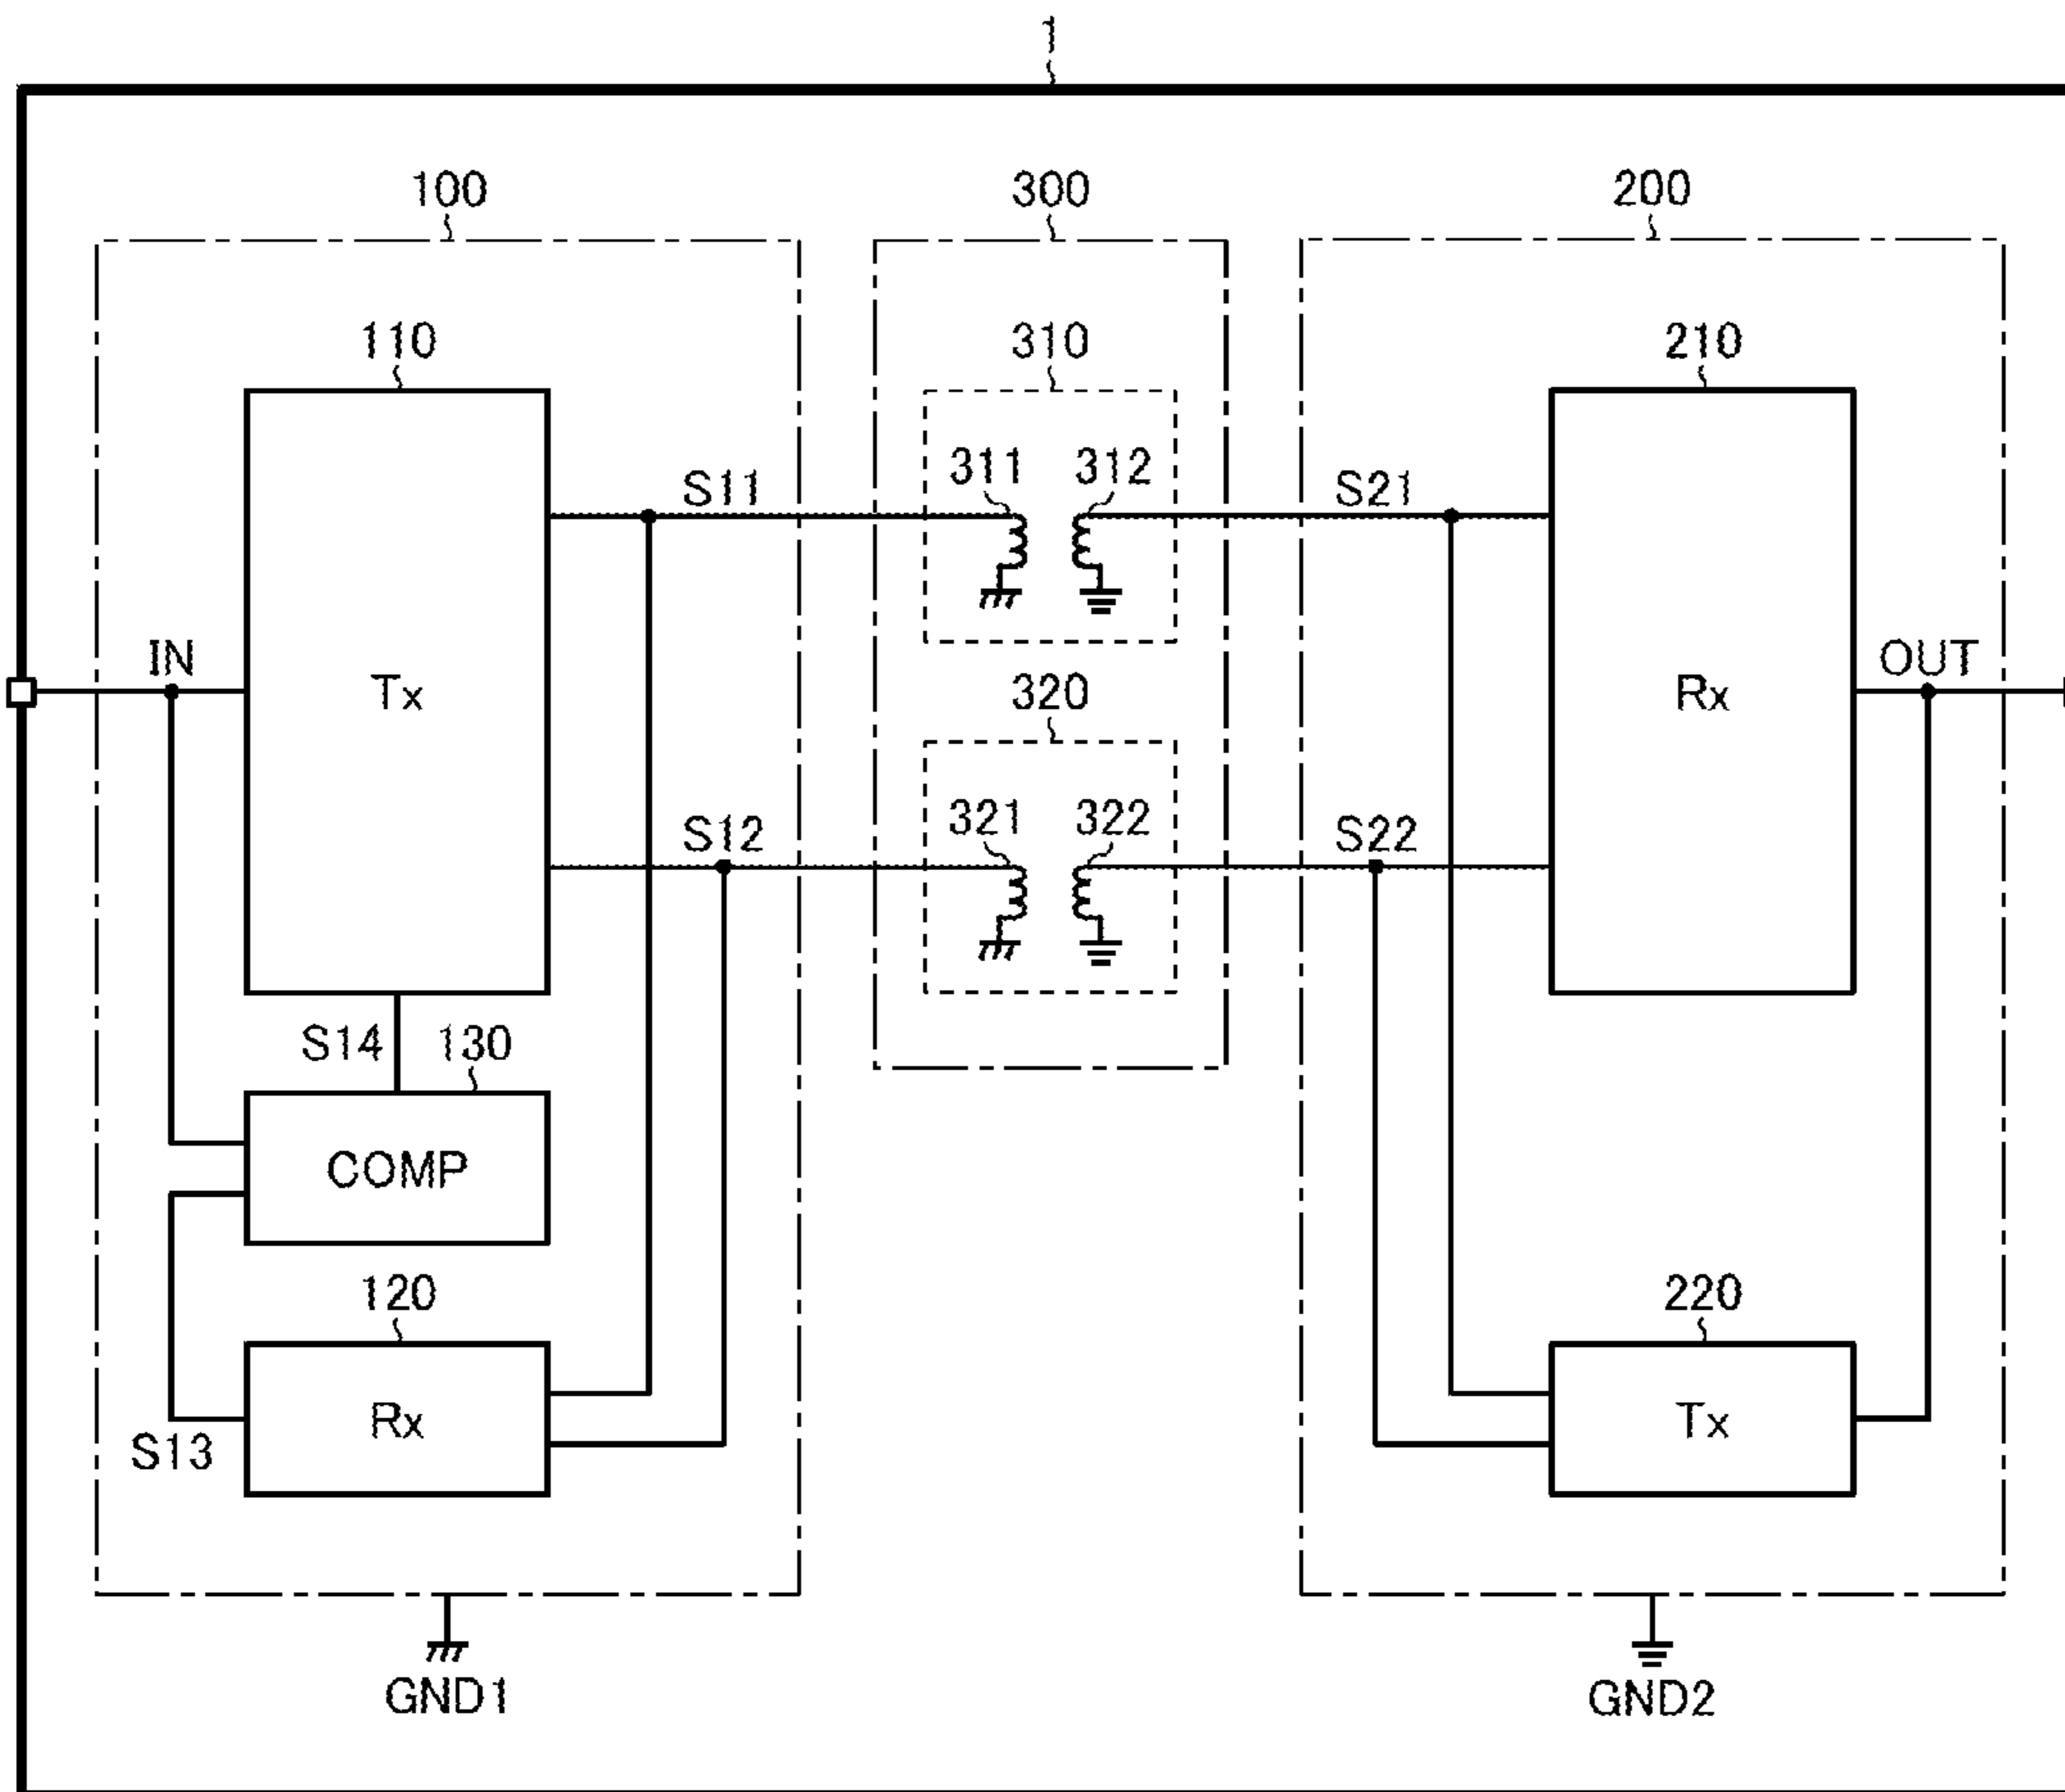 1
100 300 200
110 310 210
311 312
S11 S21
IN Tx Rx OUT
320
321 322
S12 S22
S14 130
COMP
120 220
Rx Tx
S13
GND1 GND2